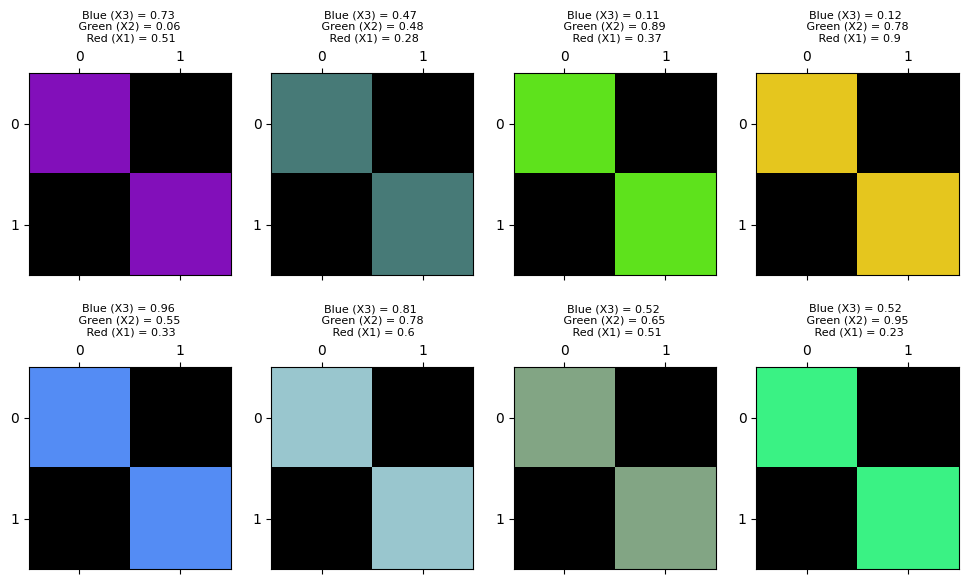 Blue (X3) = 0.73
Green (X2) = 0.06
Red (X1) = 0.51
0 1
0
1
Blue (X3) = 0.47
Green (X2) = 0.48
Red (X1) = 0.28
0 1
0
1
Blue (X3) = 0.11
Green (X2) = 0.89
Red (X1) = 0.37
0 1
0
1
Blue (X3) = 0.12
Green (X2) = 0.78
Red (X1) = 0.9
0 1
0
1
Blue (X3) = 0.96
Green (X2) = 0.55
Red (X1) = 0.33
0 1
0
1
Blue (X3) = 0.81
Green (X2) = 0.78
Red (X1) = 0.6
0 1
0
1
Blue (X3) = 0.52
Green (X2) = 0.65
Red (X1) = 0.51
0 1
0
1
Blue (X3) = 0.52
Green (X2) = 0.95
Red (X1) = 0.23
0 1
0
1